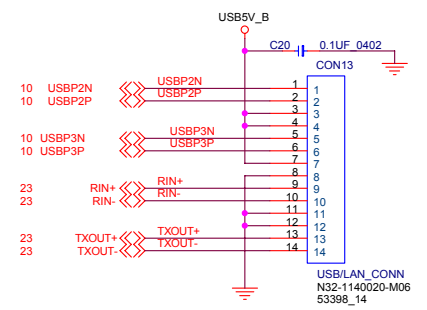 USB5V_B
C20 0.1UF_0402
CON13
10 USBP2N USBP2N 1 1
10 USBP2P USBP2P 2 2
3 3
4 4
10 USBP3N USBP3N 5 5
10 USBP3P USBP3P 6 6
7 7
8 8
23 RIN+ RIN+ 9 9
23 RIN- RIN- 10 10
11 11
12 12
23 TXOUT+ TXOUT+ 13 13
23 TXOUT- TXOUT- 14 14
USB/LAN_CONN
N32-1140020-M06
53398_14